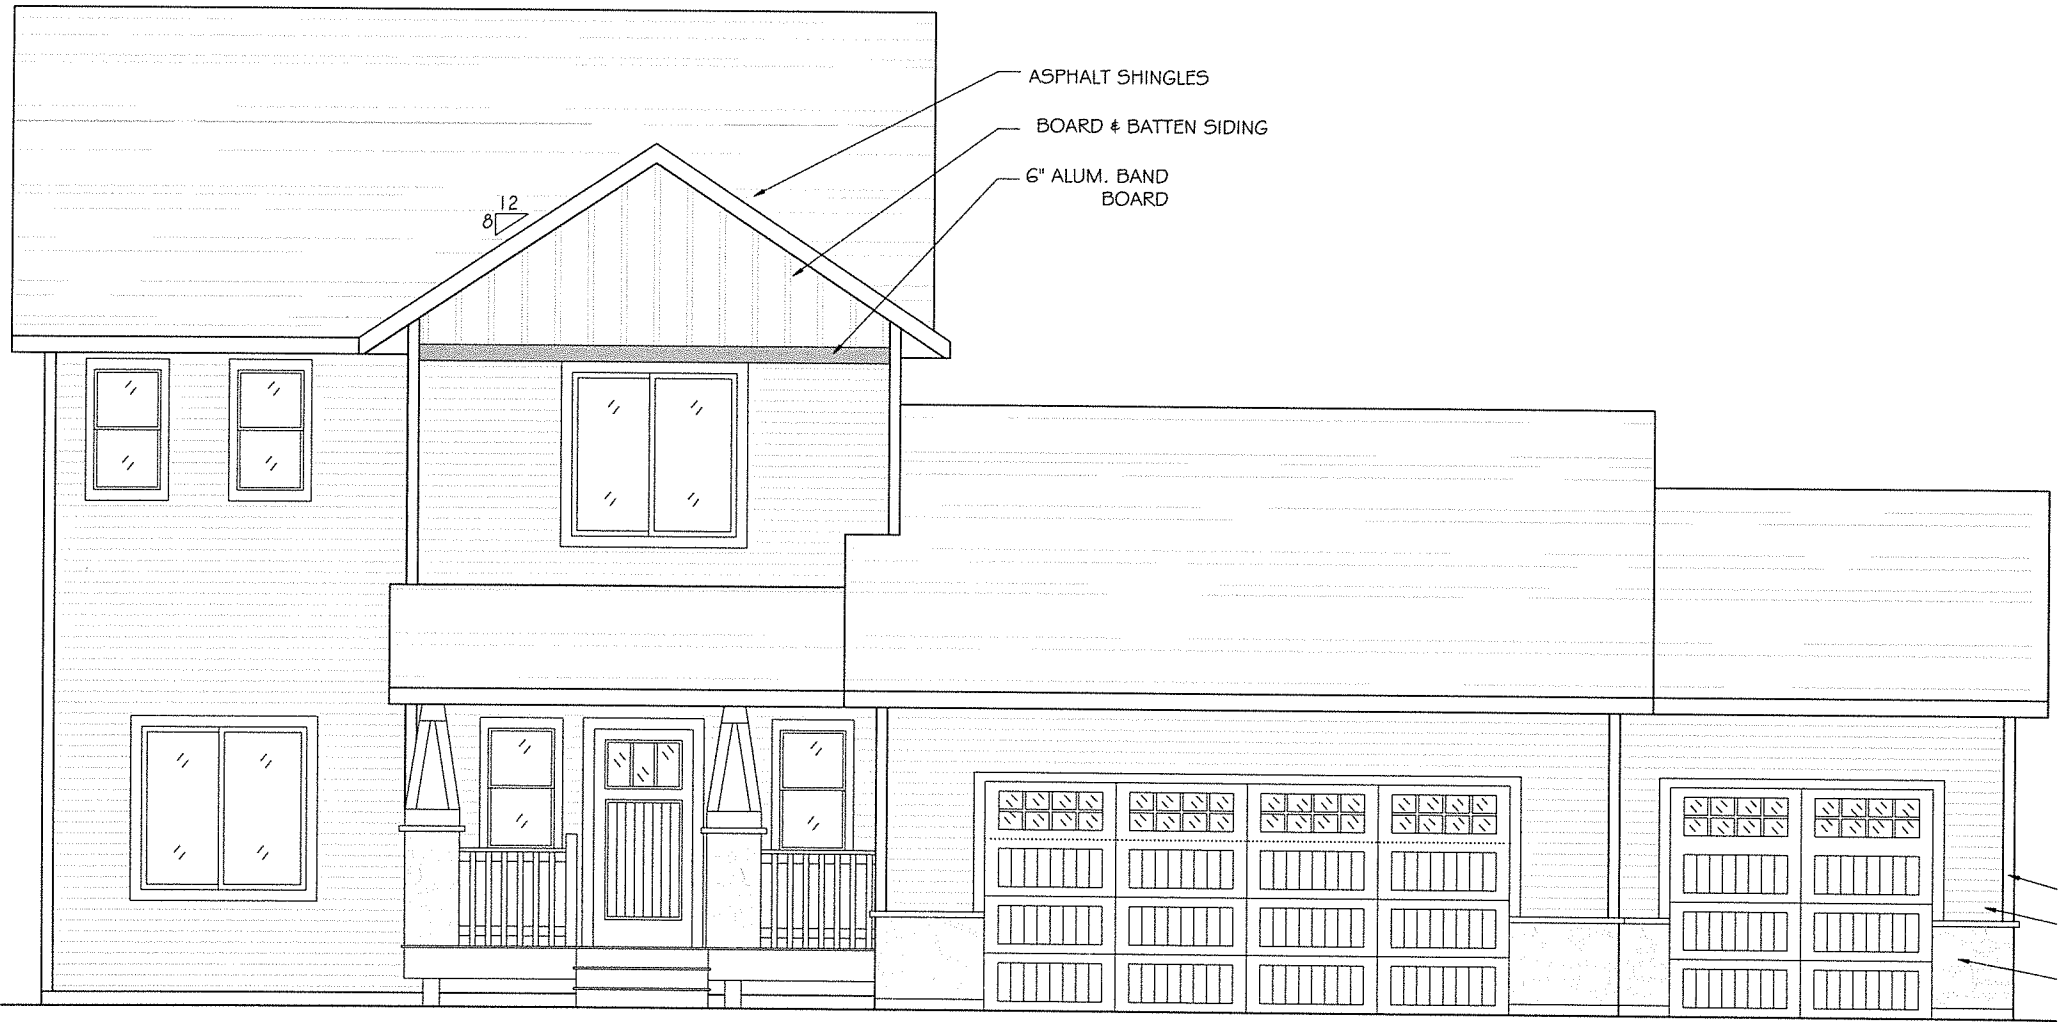 ASPHALT SHINGLES
BOARD & BATTEN SIDING
6" ALUM. BAND
BOARD
12
8